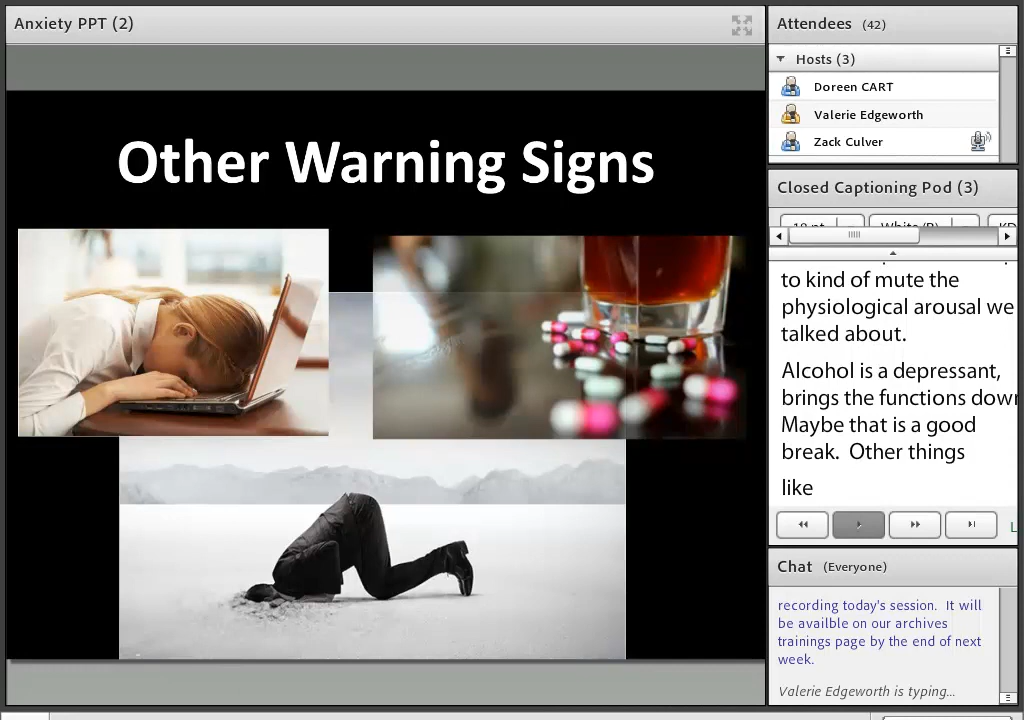 Anxiety PPT (2)
Other Warning Signs
Attendees (42)
Hosts (3)
Doreen CART
Valerie Edgeworth
Zack Culver
Closed Captioning Pod (3)
to kind of mute the
physiological arousal we
talked about.
Alcohol is a depressant,
brings the functions down
Maybe that is a good
break.  Other things
like
Chat (Everyone)
recording today's session.  It will
be availble on our archives
trainings page by the end of next
week.
Valerie Edgeworth is typing...